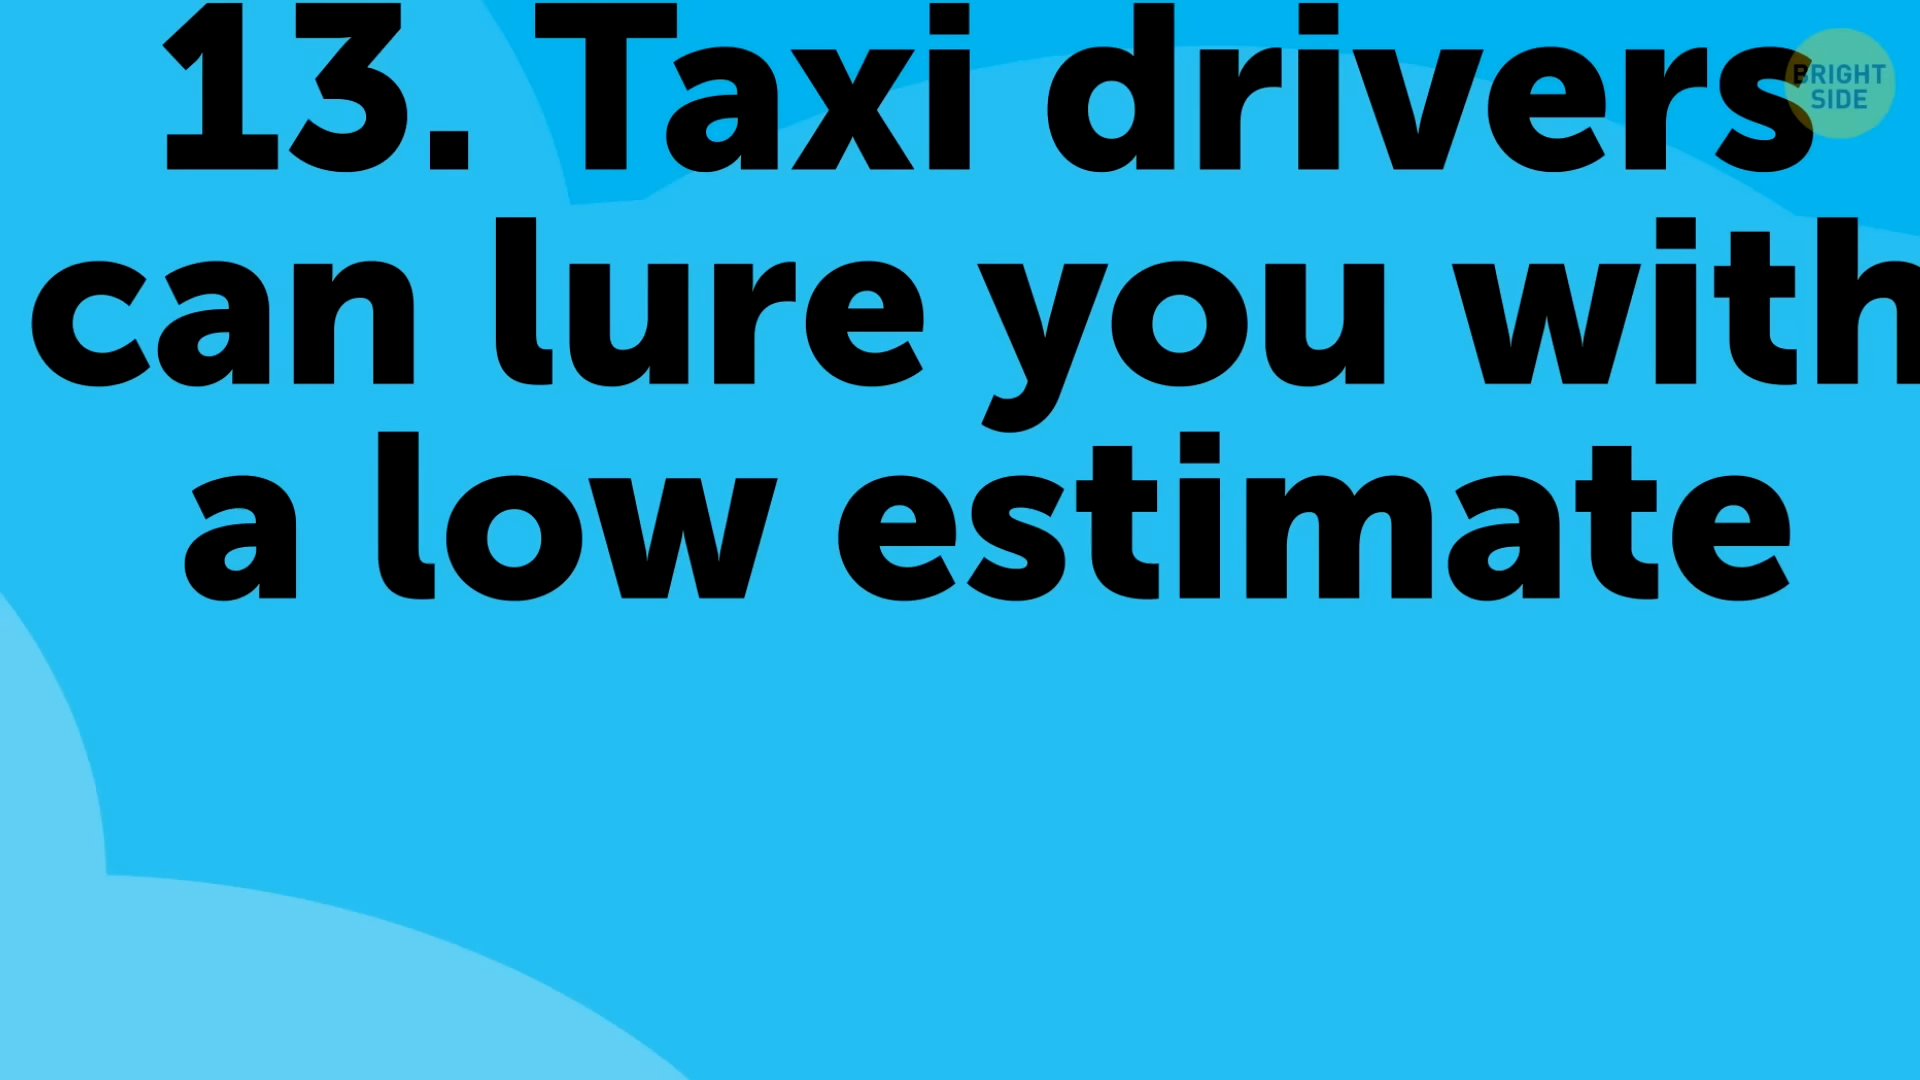 13. Taxi drivers
can lure you with
a low estimate
BRIGHT
SIDE